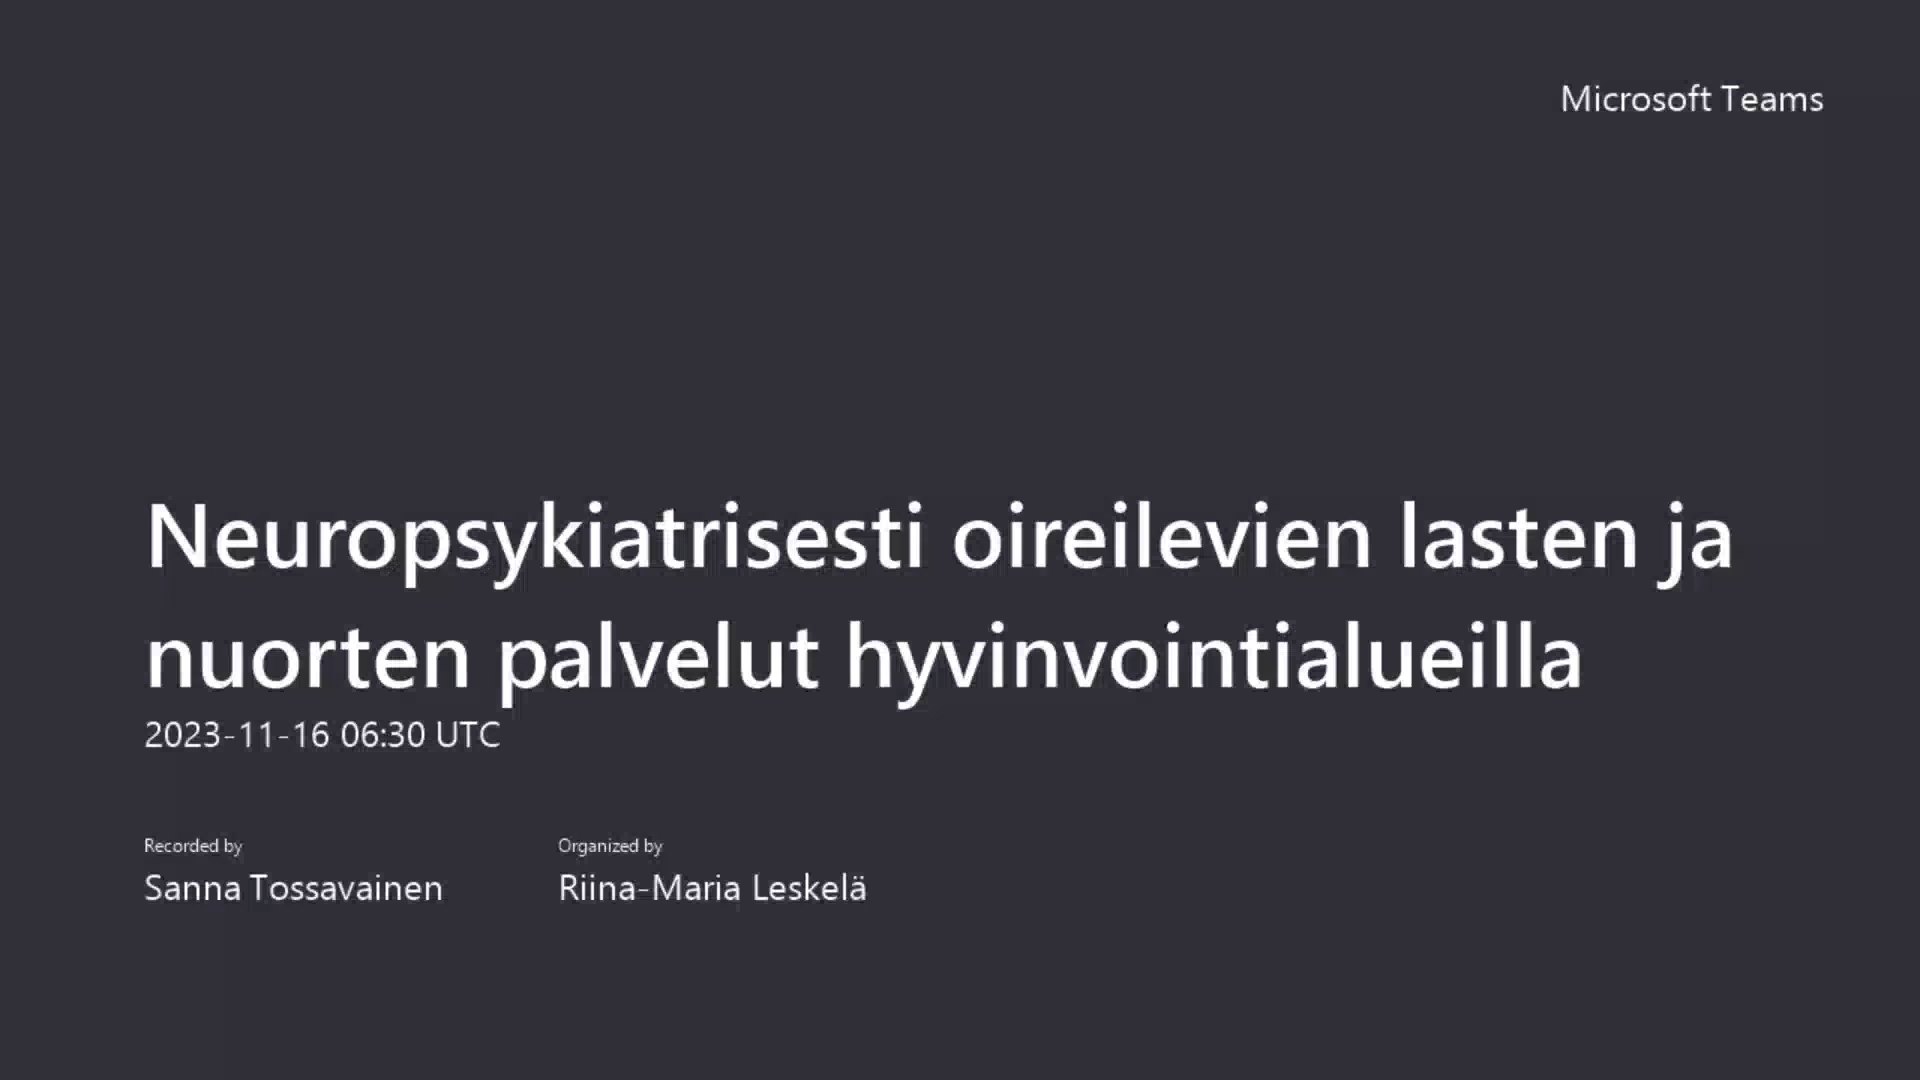 Microsoft Teams
Neuropsykiatrisesti oireilevien lasten ja
nuorten palvelut hyvinvointialueilla
2023-11-16 06:30 UTC
Recorded by
Sanna Tossavainen
Organized by
Riina-Maria Leskelä